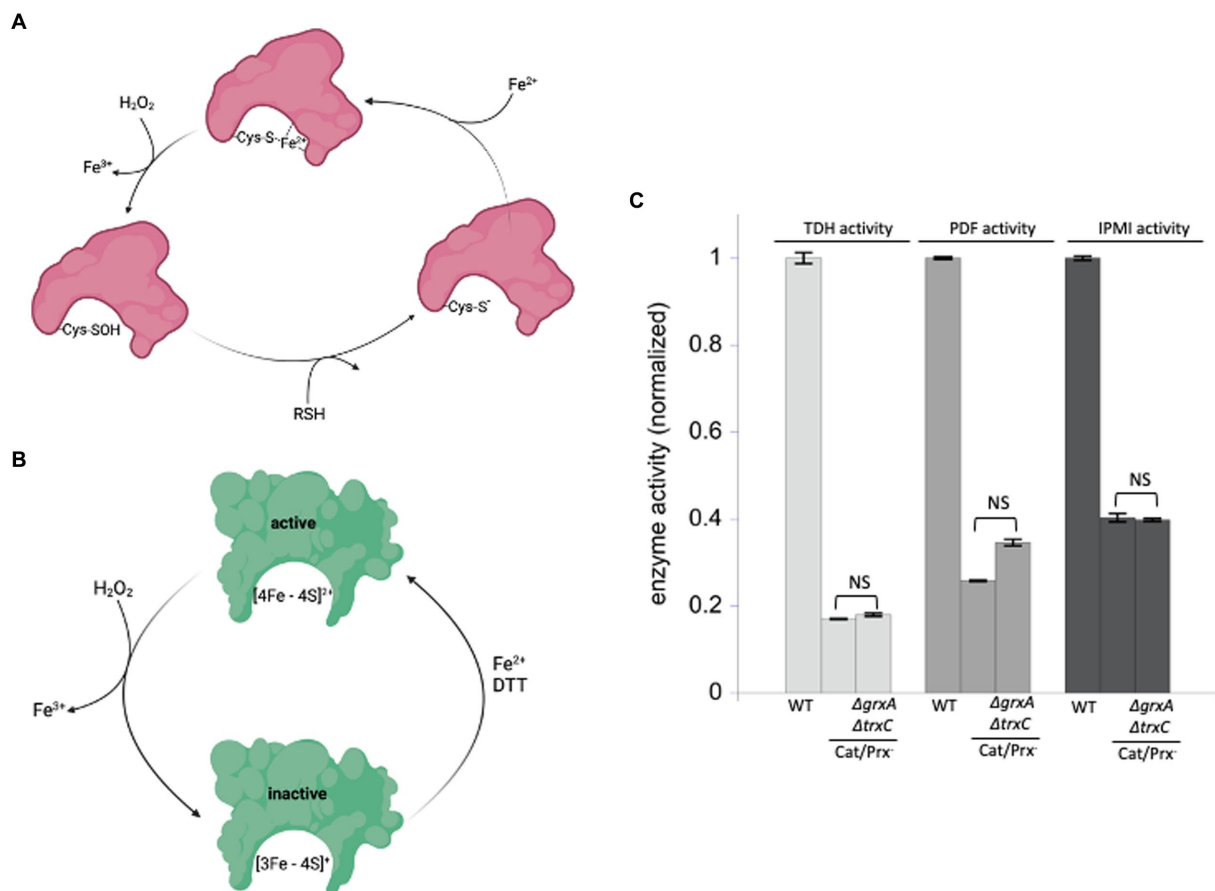 A
H₂O₂
Fe²⁺
-Cys-S--Fe²⁺
Fe³⁺
-Cys-SOH
-Cys-S⁻
RSH
B
active
[4Fe - 4S]²⁺
H₂O₂
Fe²⁺
DTT
Fe³⁺
inactive
[3Fe - 4S]⁺
C
TDH activity PDF activity IPMI activity
enzyme activity (normalized)
1
0.8
0.6
0.4
0.2
0
NS
NS
NS
WT ΔgrxA WT ΔgrxA WT ΔgrxA
ΔtrxC ΔtrxC ΔtrxC
Cat/Prx⁻ Cat/Prx⁻ Cat/Prx⁻